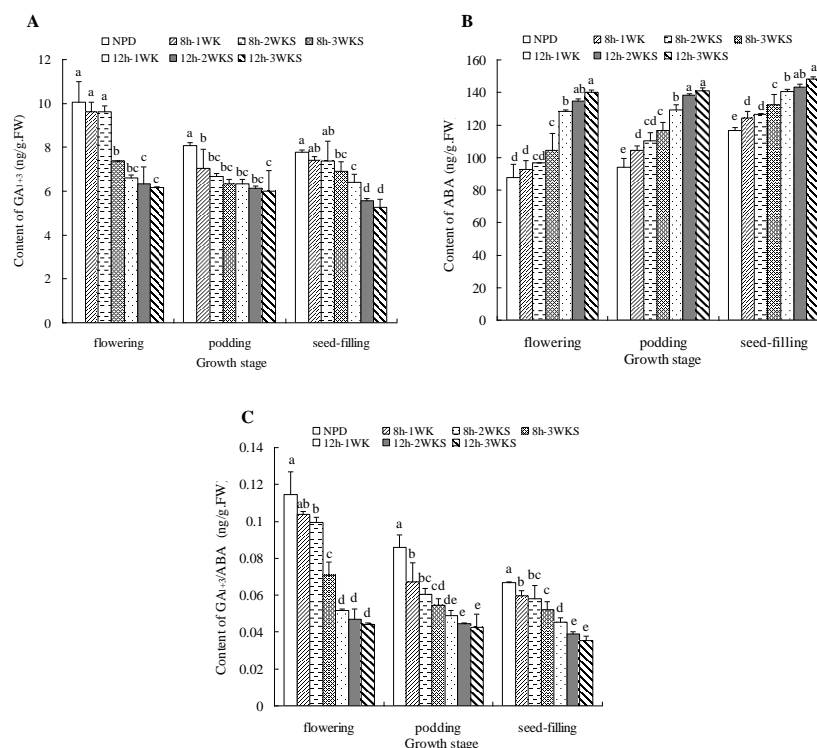 A
NPD 8h-1WK 8h-2WKS 8h-3WKS
12h-1WK 12h-2WKS 12h-3WKS
Content of GA1+3 (ng/g.FW)
12
10
8
6
4
2
0
a a a b bc c c
a b bc bc bc c c
a ab ab bc c d d
flowering podding seed-filling
Growth stage
B
NPD 8h-1WK 8h-2WKS 8h-3WKS
12h-1WK 12h-2WKS 12h-3WKS
Content of ABA (ng/g.FW)
160
140
120
100
80
60
40
20
0
d d cd c b ab a
e d cd c b a a
e d d c b ab a
flowering podding seed-filling
Growth stage
C
NPD 8h-1WK 8h-2WKS 8h-3WKS
12h-1WK 12h-2WKS 12h-3WKS
Content of GA1+3/ABA (ng/g.FW)
0.14
0.12
0.1
0.08
0.06
0.04
0.02
0
a ab b c d d d
a b bc cd de e e
a b bc c d e e
flowering podding seed-filling
Growth stage